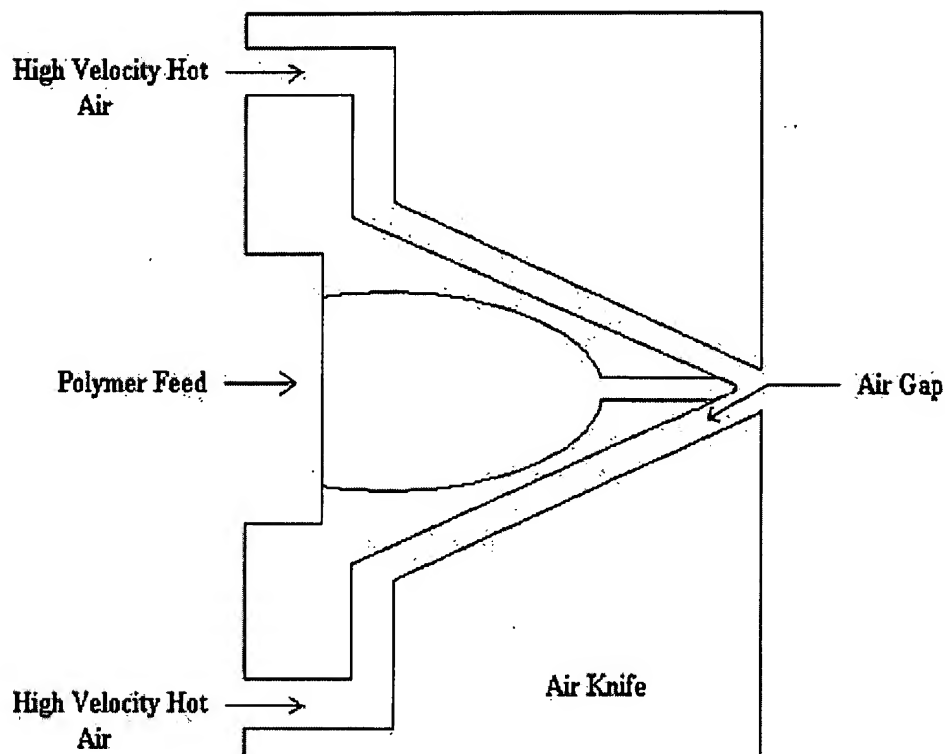 High Velocity Hot
Air
Polymer Feed
Air Gap
Air Knife
High Velocity Hot
Air